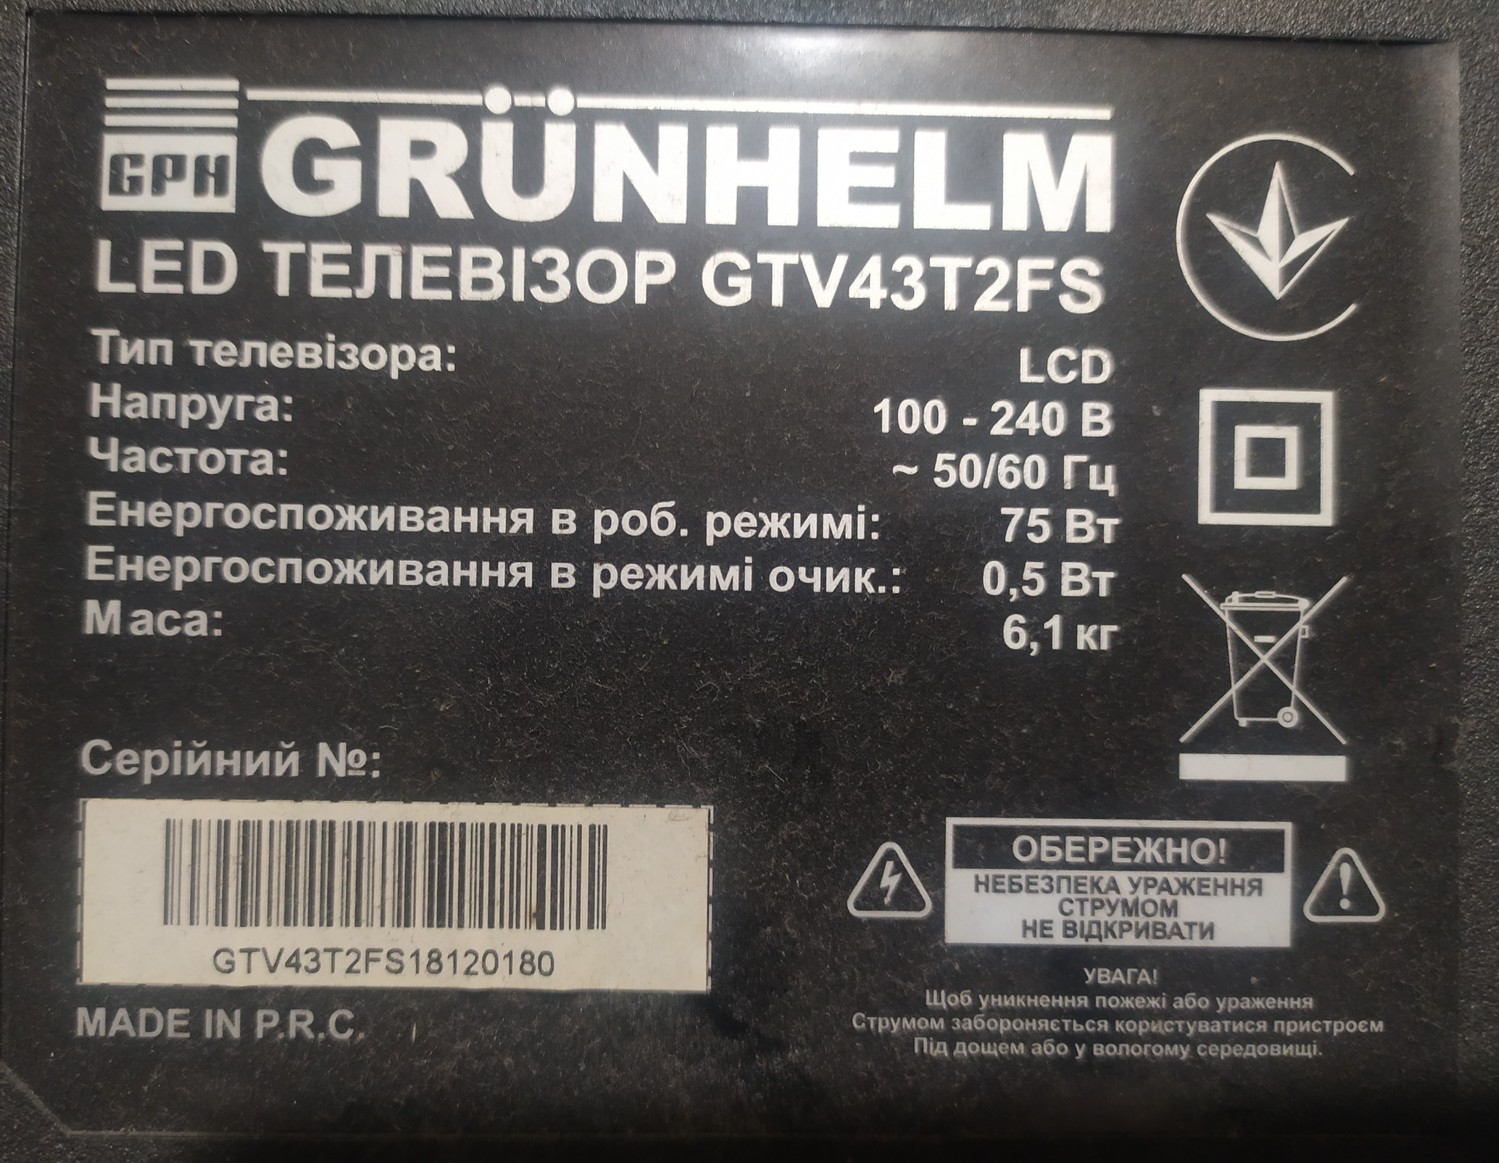 GPH GRÜNHELM
LED ТЕЛЕВІЗОР GTV43T2FS
Тип телевізора: LCD
Напруга: 100 - 240 В
Частота: ~ 50/60 Гц
Енергоспоживання в роб. режимі: 75 Вт
Енергоспоживання в режимі очик.: 0,5 Вт
Маса: 6,1 кг
Серійний №:
GTV43T2FS18120180
MADE IN P.R.C.
ОБЕРЕЖНО!
НЕБЕЗПЕКА УРАЖЕННЯ
СТРУМОМ
НЕ ВІДКРИВАТИ
УВАГА!
Щоб уникнення пожежі або ураження
Струмом забороняється користуватися пристроєм
Під дощем або у вологому середовищі.